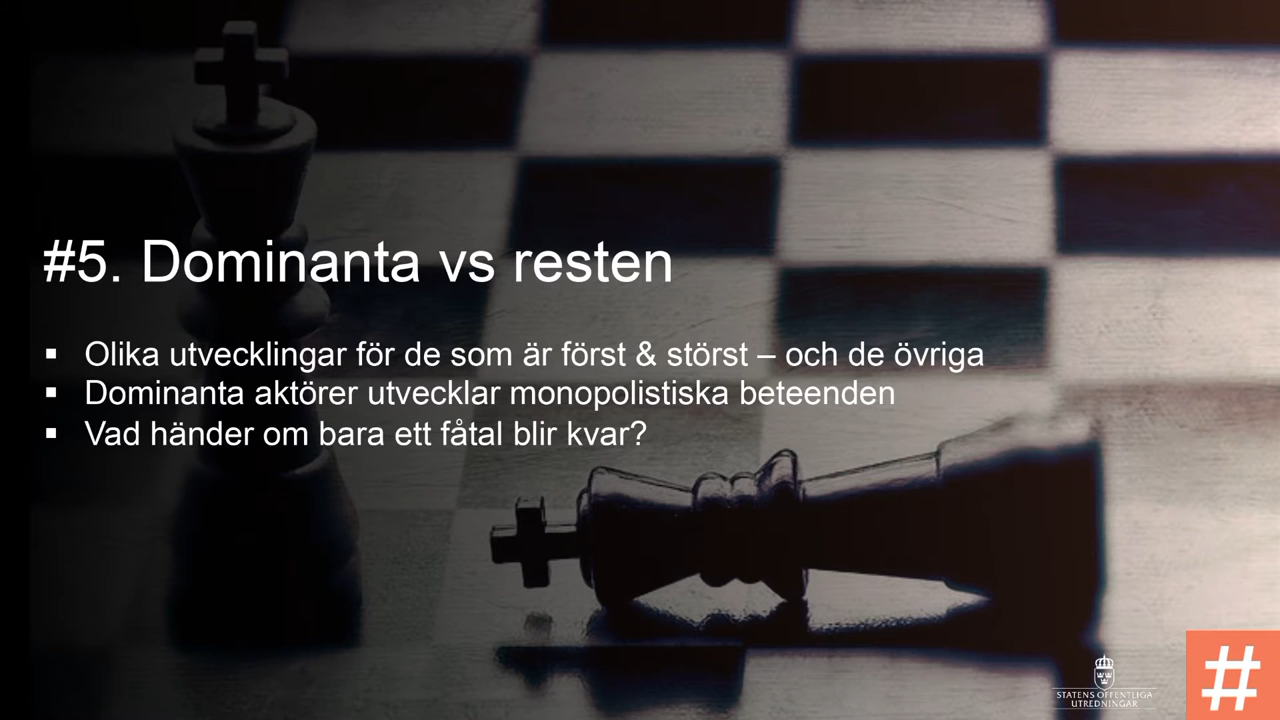 #5. Dominanta vs resten
▪ Olika utvecklingar för de som är först & störst – och de övriga
▪ Dominanta aktörer utvecklar monopolistiska beteenden
▪ Vad händer om bara ett fåtal blir kvar?
STATENS OFFENTLIGA
UTREDNINGAR
#